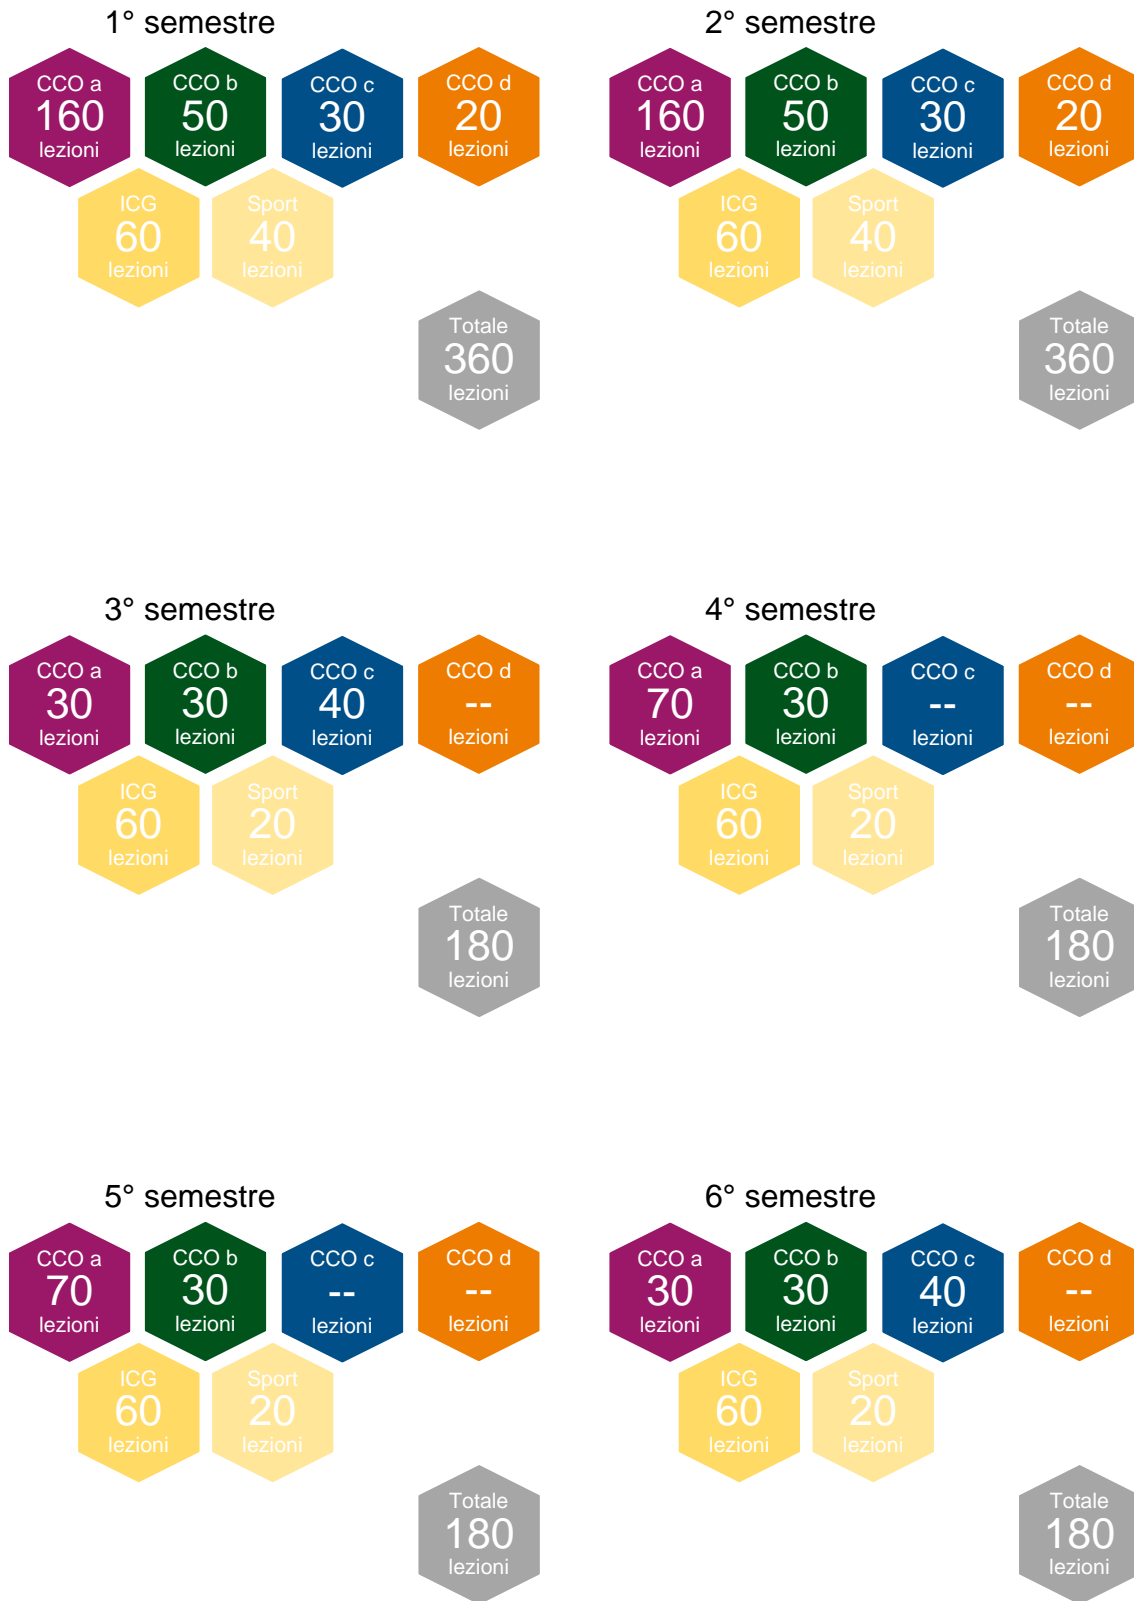 1° semestre
CCO a
160
lezioni
CCO b
50
lezioni
CCO c
30
lezioni
CCO d
20
lezioni
ICG
60
lezioni
Sport
40
lezioni
Totale
360
lezioni
2° semestre
CCO a
160
lezioni
CCO b
50
lezioni
CCO c
30
lezioni
CCO d
20
lezioni
ICG
60
lezioni
Sport
40
lezioni
Totale
360
lezioni
3° semestre
CCO a
30
lezioni
CCO b
30
lezioni
CCO c
40
lezioni
CCO d
--
lezioni
ICG
60
lezioni
Sport
20
lezioni
Totale
180
lezioni
4° semestre
CCO a
70
lezioni
CCO b
30
lezioni
CCO c
--
lezioni
CCO d
--
lezioni
ICG
60
lezioni
Sport
20
lezioni
Totale
180
lezioni
5° semestre
CCO a
70
lezioni
CCO b
30
lezioni
CCO c
--
lezioni
CCO d
--
lezioni
ICG
60
lezioni
Sport
20
lezioni
Totale
180
lezioni
6° semestre
CCO a
30
lezioni
CCO b
30
lezioni
CCO c
40
lezioni
CCO d
--
lezioni
ICG
60
lezioni
Sport
20
lezioni
Totale
180
lezioni